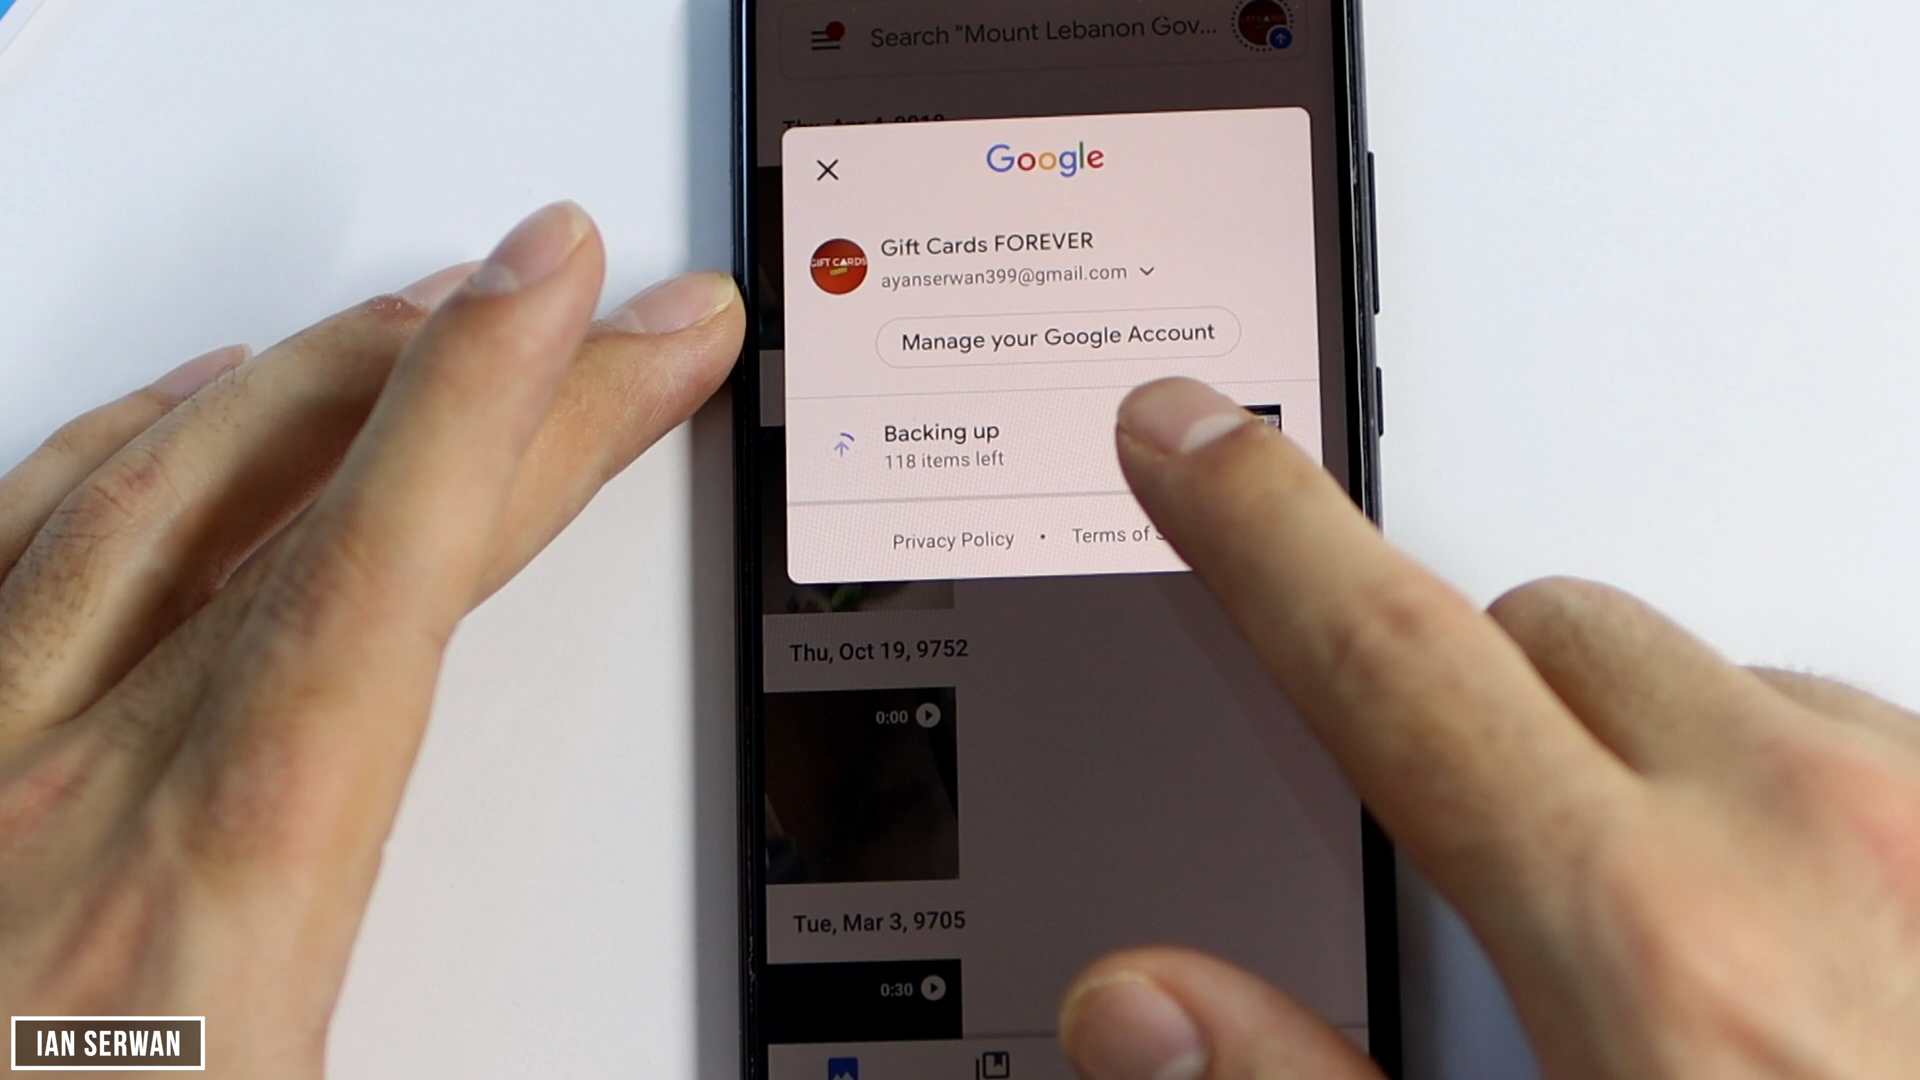 Search "Mount Lebanon Gov...
Google
GIFT CARDS
Gift Cards FOREVER
ayanserwan399@gmail.com
Manage your Google Account
Backing up
118 items left
Privacy Policy • Terms of
Thu, Oct 19, 9752
0:00
Tue, Mar 3, 9705
0:30
IAN SERWAN